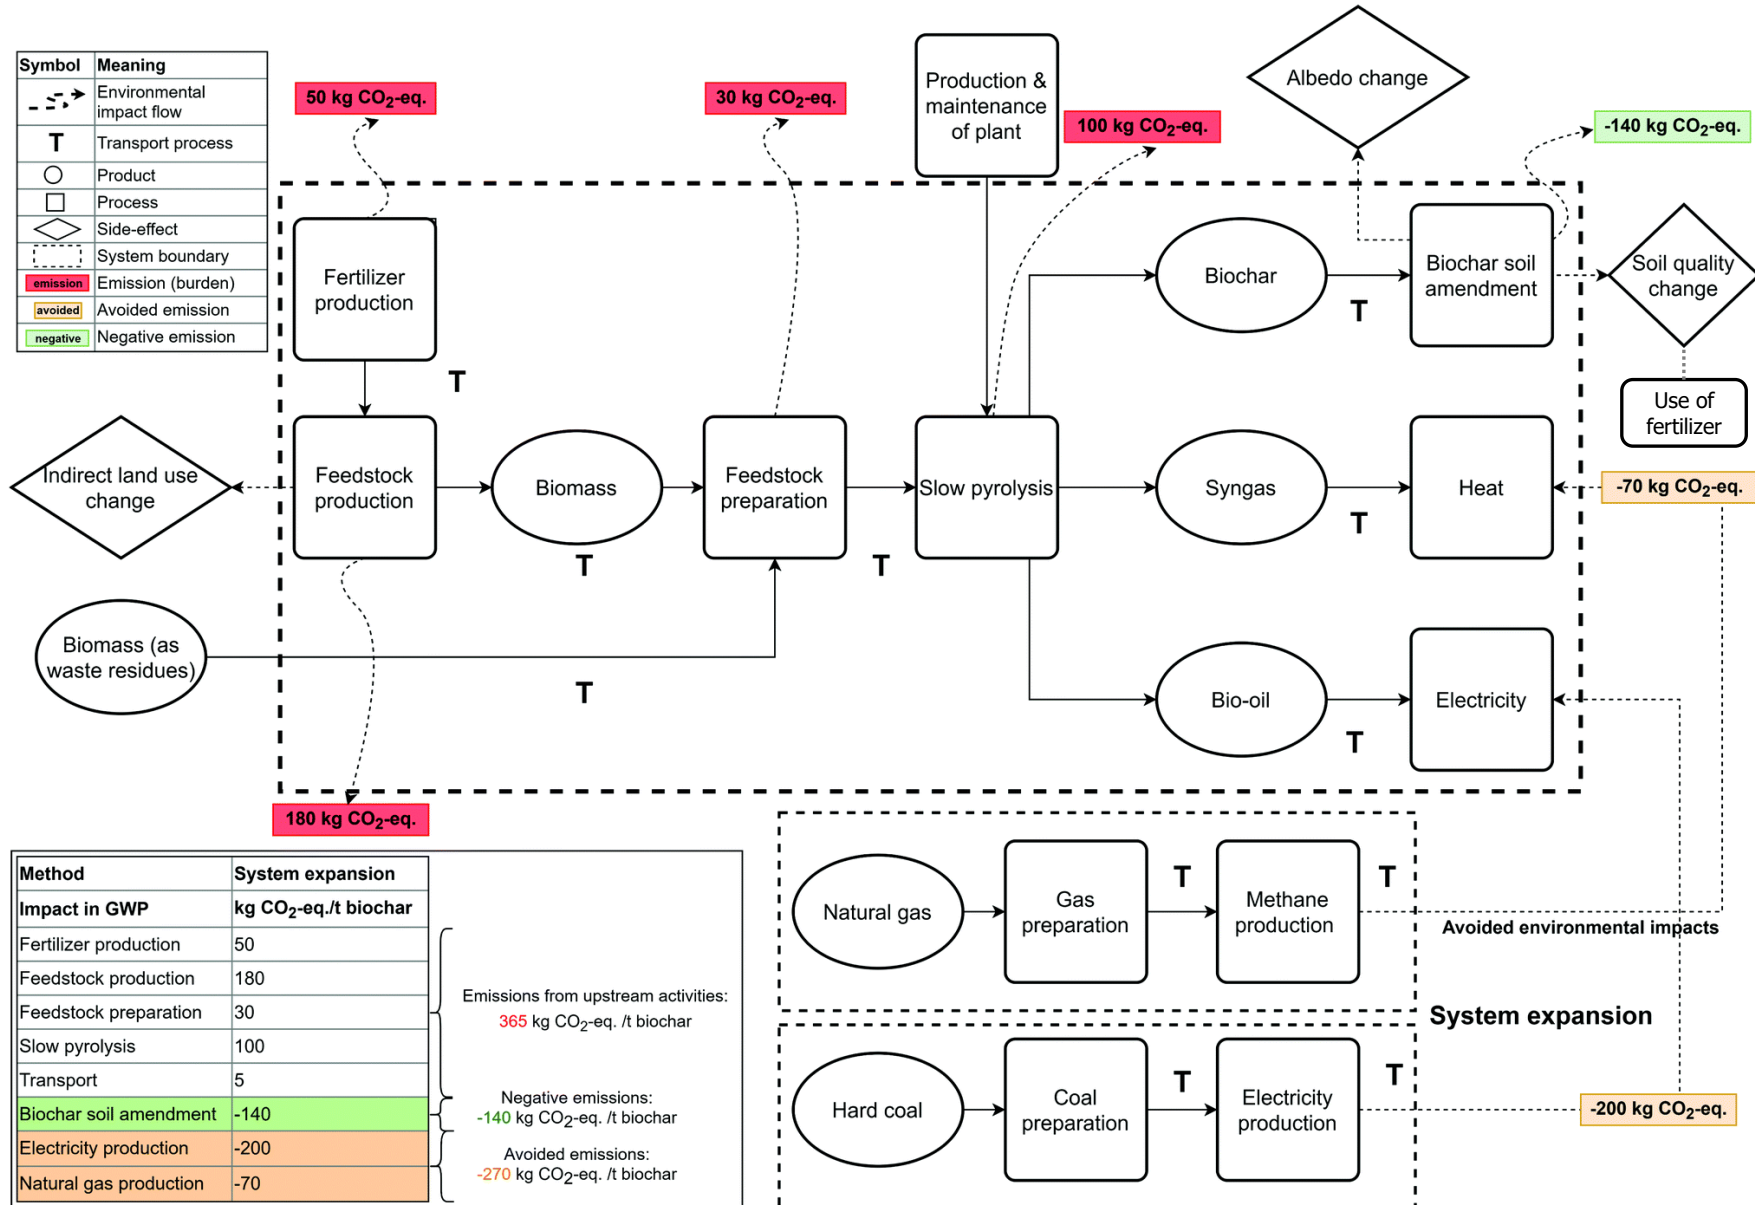 Symbol Meaning
Environmental
impact flow
T Transport process
Product
Process
Side-effect
System boundary
emission Emission (burden)
avoided Avoided emission
negative Negative emission
50 kg CO2-eq.
30 kg CO2-eq.
Production &
maintenance
of plant
100 kg CO2-eq.
Albedo change
-140 kg CO2-eq.
Fertilizer
production
T
Biochar
T
Biochar soil
amendment
Soil quality
change
Use of
fertilizer
Indirect land use
change
Feedstock
production
Biomass
T
Feedstock
preparation
T
Slow pyrolysis
Syngas
T
Heat
-70 kg CO2-eq.
Biomass (as
waste residues)
T
Bio-oil
T
Electricity
180 kg CO2-eq.
Natural gas
Gas
preparation
T
Methane
production
T
Avoided environmental impacts
System expansion
Hard coal
Coal
preparation
T
Electricity
production
T
-200 kg CO2-eq.
Method System expansion
Impact in GWP kg CO2-eq./t biochar
Fertilizer production 50
Feedstock production 180
Feedstock preparation 30
Slow pyrolysis 100
Transport 5
Biochar soil amendment -140
Electricity production -200
Natural gas production -70
Emissions from upstream activities:
365 kg CO2-eq. /t biochar
Negative emissions:
-140 kg CO2-eq. /t biochar
Avoided emissions:
-270 kg CO2-eq. /t biochar